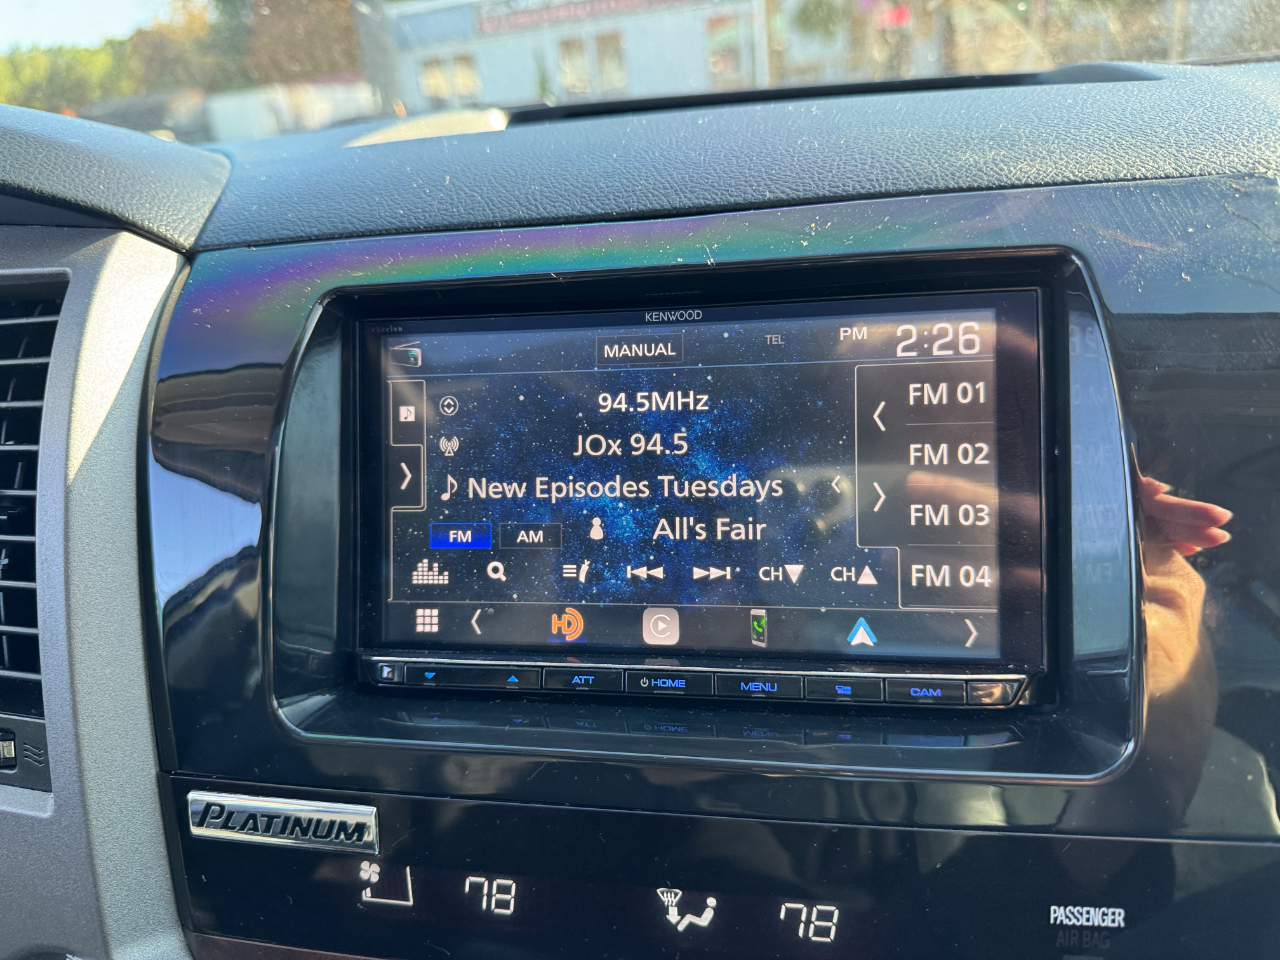 KENWOOD
MANUAL
TEL
PM 2:26
94.5MHz
JOx 94.5
New Episodes Tuesdays
All's Fair
FM AM
CH CH
FM 01
FM 02
FM 03
FM 04
HD
ATT HOME MENU CAM
PLATINUM
78 78
PASSENGER
AIR BAG